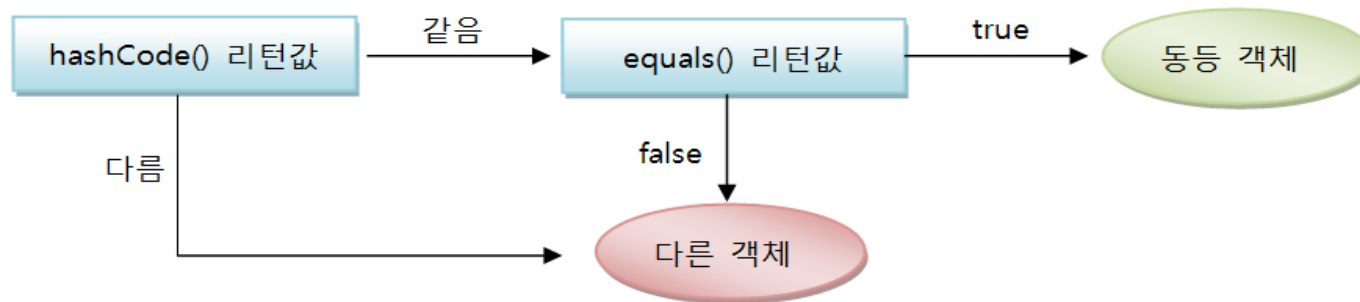 hashCode() 리턴값
같음
equals() 리턴값
true
동등 객체
다름
false
다른 객체